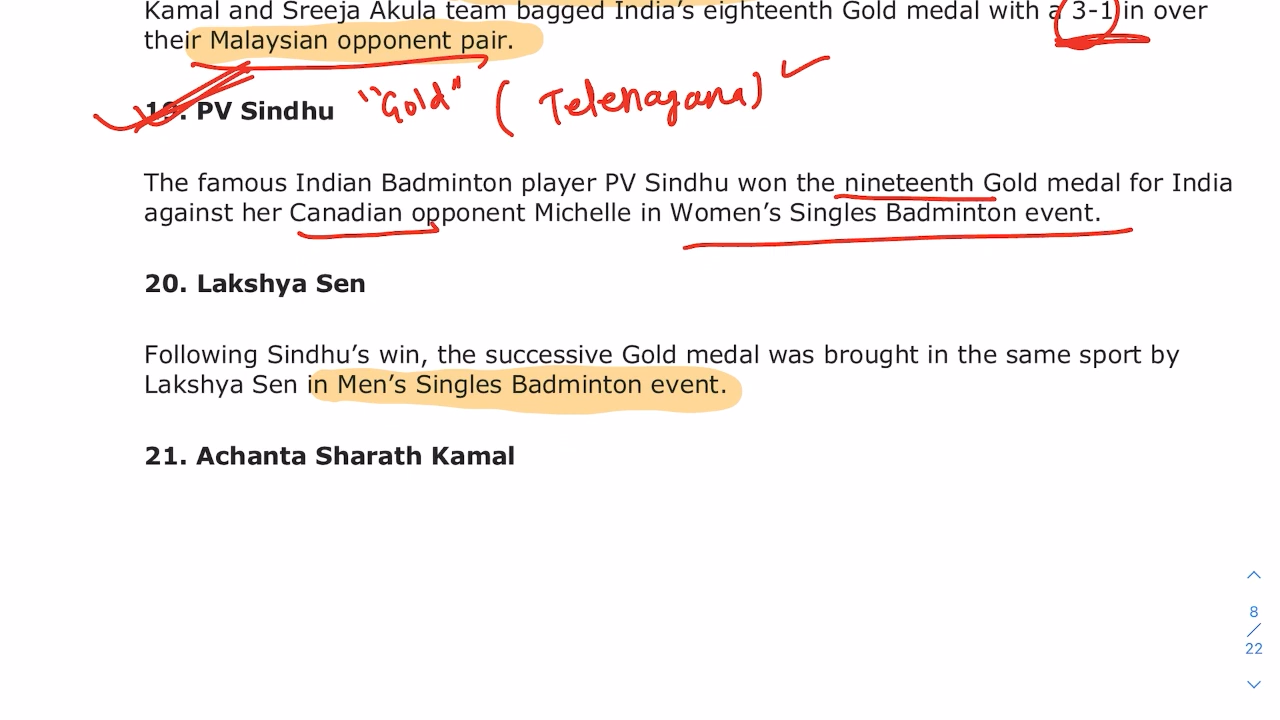 Kamal and Sreeja Akula team bagged India's eighteenth Gold medal with a 3-1 in over
their Malaysian opponent pair.
19. PV Sindhu "Gold" ( Telenagana)
The famous Indian Badminton player PV Sindhu won the nineteenth Gold medal for India
against her Canadian opponent Michelle in Women's Singles Badminton event.
20. Lakshya Sen
Following Sindhu's win, the successive Gold medal was brought in the same sport by
Lakshya Sen in Men's Singles Badminton event.
21. Achanta Sharath Kamal
8
/
22